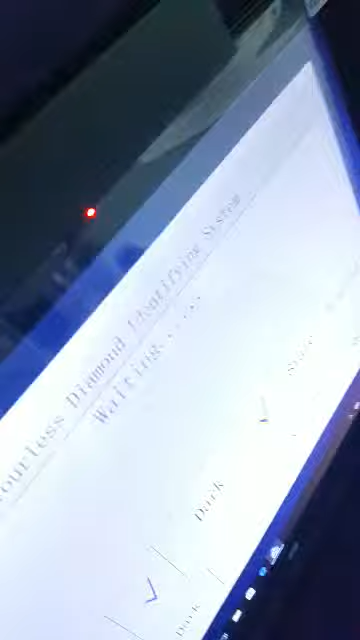 ourless Diamond Identifying System
Waiting......
Dark
Dark